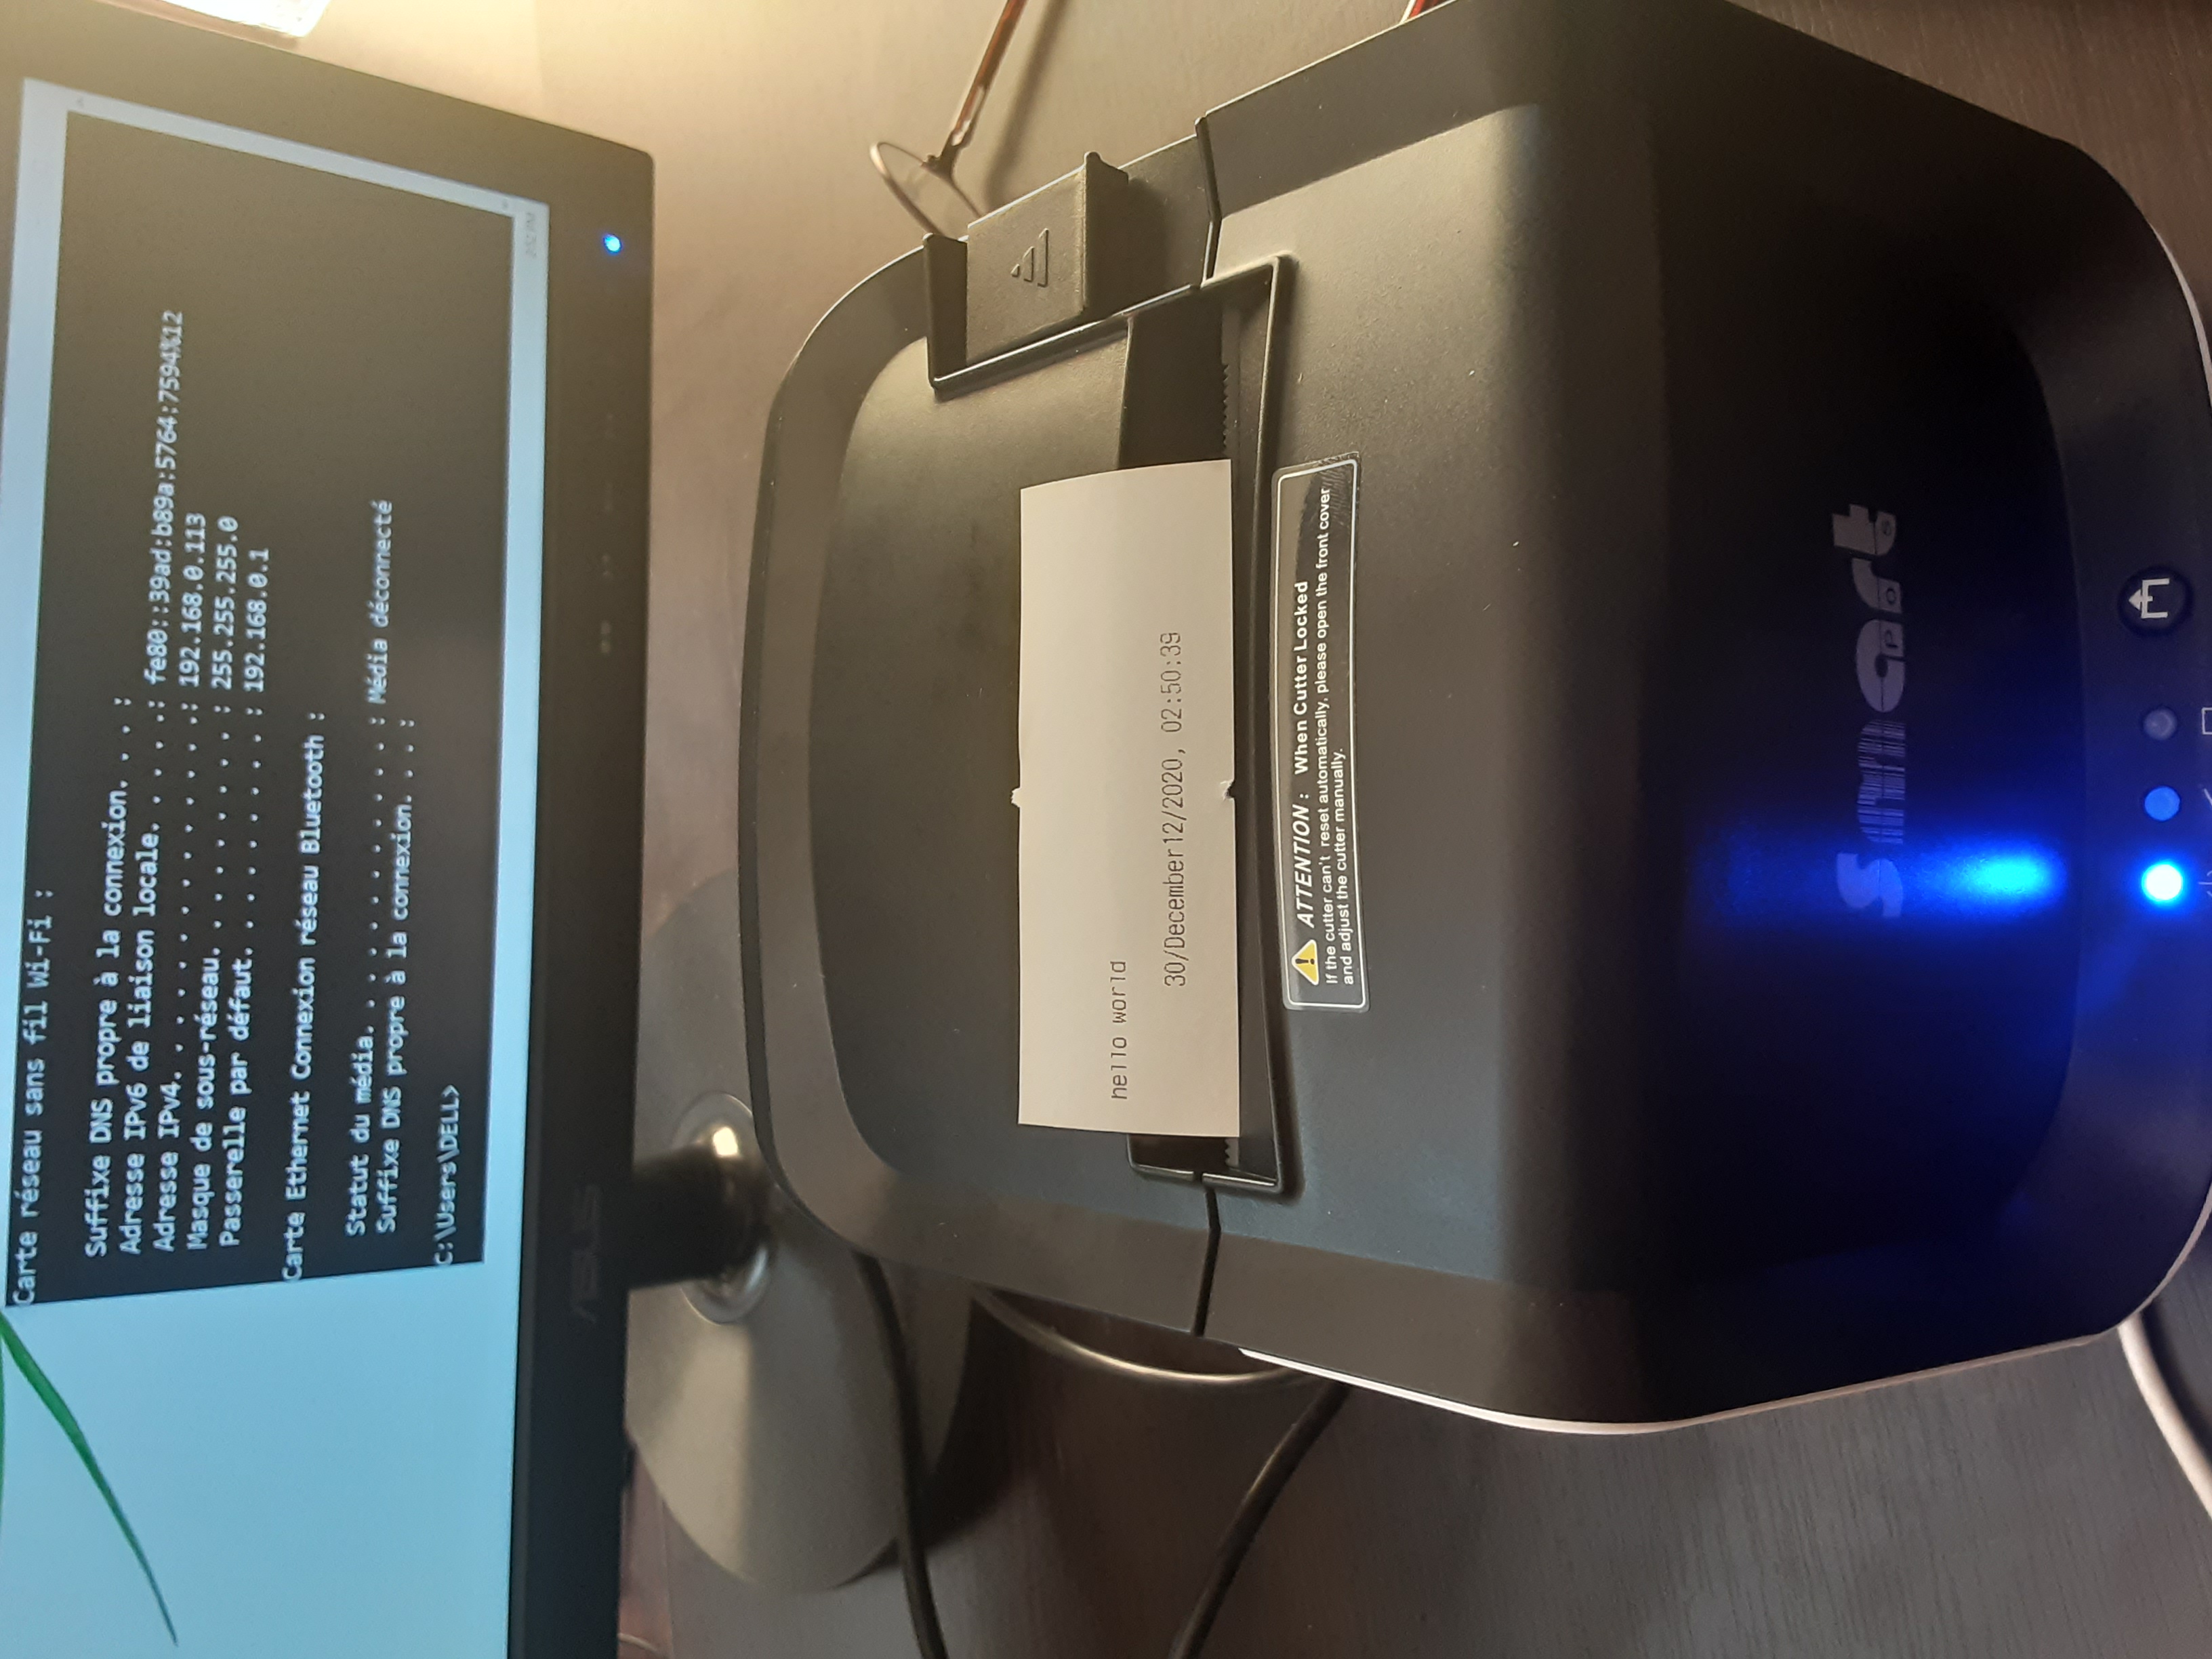 Carte réseau sans fil Wi-Fi :
Suffixe DNS propre à la connexion. . . :
Adresse IPv6 de liaison locale. . . . .: fe80::39ad:b89a:5764:7594%12
Adresse IPv4. . . . . . . . . . . . . .: 192.168.0.113
Masque de sous-réseau. . . . . . . . . : 255.255.255.0
Passerelle par défaut. . . . . . . . . : 192.168.0.1
Carte Ethernet Connexion réseau Bluetooth :
Statut du média. . . . . . . . . . . . : Média déconnecté
Suffixe DNS propre à la connexion. . . :
C:\Users\DELL>
ASUS
hello world
30/December12/2020, 02:50:39
ATTENTION : When Cutter Locked
If the cutter can't reset automatically, please open the front cover
and adjust the cutter manually.
Smart
POS